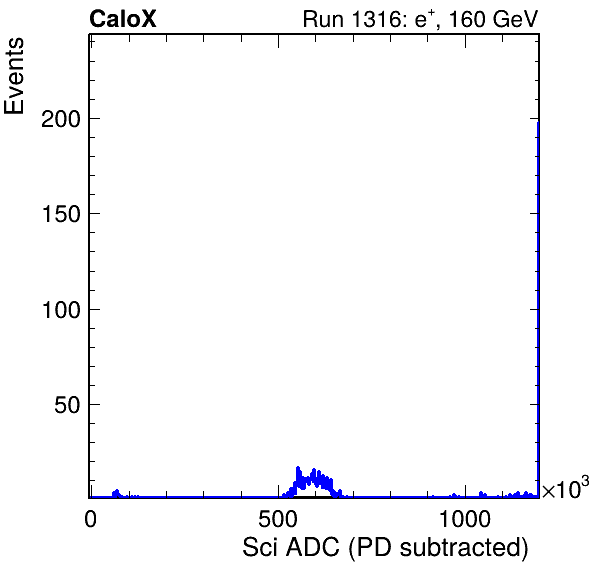 CaloX Run 1316: e⁺, 160 GeV
Events
200
150
100
50
×10³
0 500 1000
Sci ADC (PD subtracted)